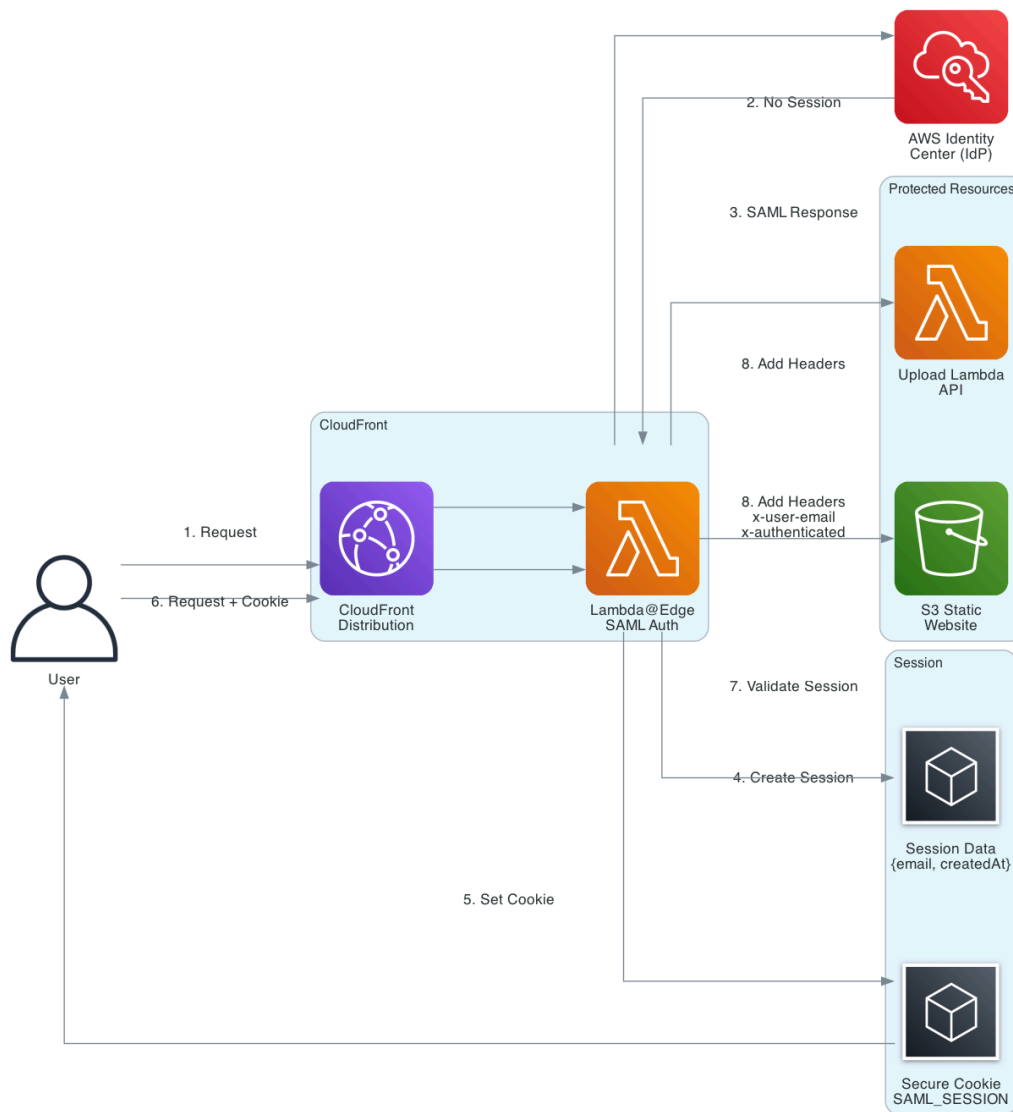 2. No Session
AWS Identity
Center (IdP)
Protected Resources
3. SAML Response
8. Add Headers
Upload Lambda
API
CloudFront
8. Add Headers
x-user-email
x-authenticated
1. Request
6. Request + Cookie
CloudFront
Distribution
Lambda@Edge
SAML Auth
S3 Static
Website
User
Session
7. Validate Session
4. Create Session
Session Data
{email, createdAt}
5. Set Cookie
Secure Cookie
SAML_SESSION